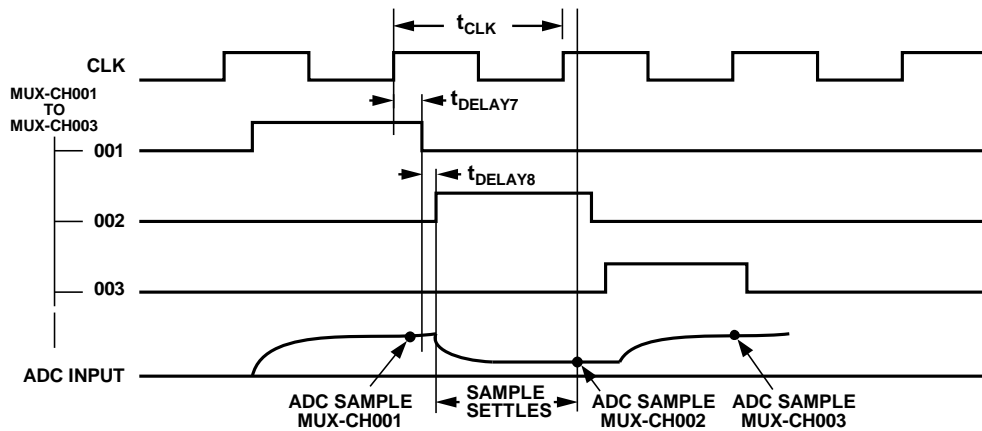 tCLK
CLK
MUX-CH001
TO
MUX-CH003
tDELAY7
001
tDELAY8
002
003
ADC INPUT
ADC SAMPLE
MUX-CH001
SAMPLE
SETTLES
ADC SAMPLE
MUX-CH002
ADC SAMPLE
MUX-CH003